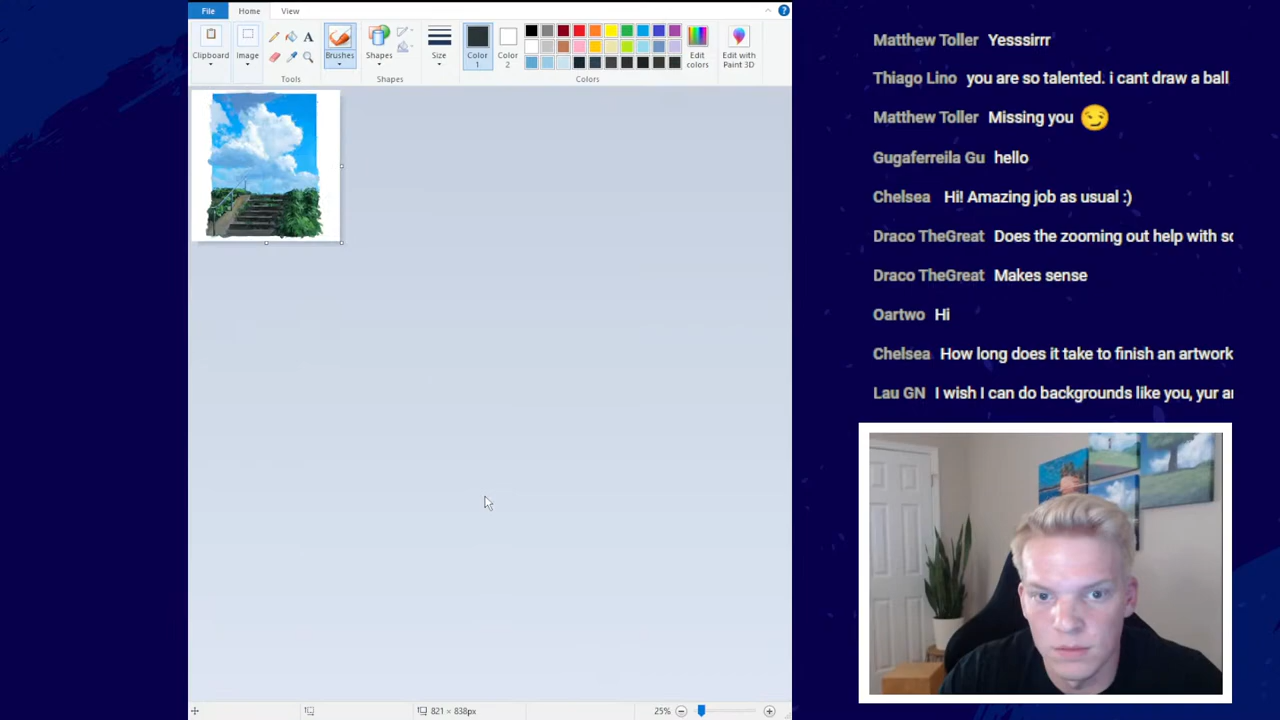 File Home View
Clipboard
Image
Tools
Brushes
Shapes
Shapes
Size
Color 1
Color 2
Edit colors
Colors
Edit with Paint 3D
821 × 838px
25%
Matthew Toller Yesssirrr
Thiago Lino you are so talented. i cant draw a ball
Matthew Toller Missing you 😏
Gugaferreila Gu hello
Chelsea Hi! Amazing job as usual :)
Draco TheGreat Does the zooming out help with sc
Draco TheGreat Makes sense
Oartwo Hi
Chelsea How long does it take to finish an artwork
Lau GN I wish I can do backgrounds like you, yur ar